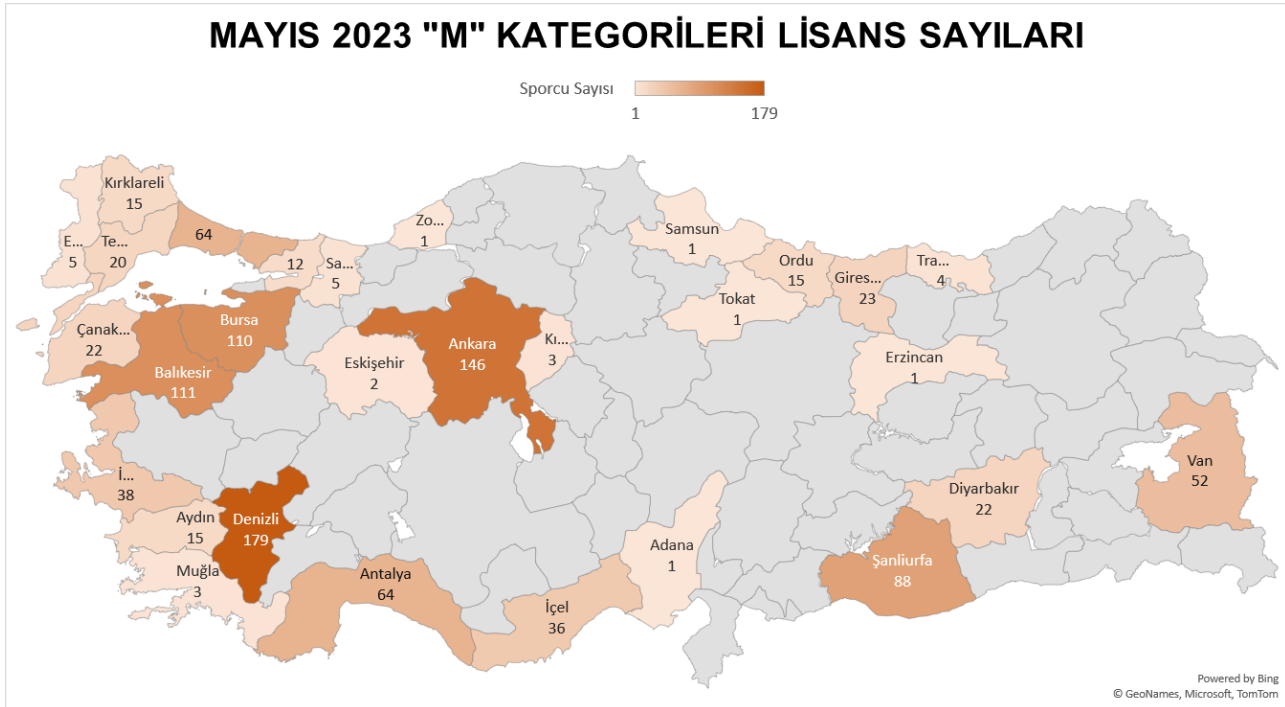 MAYIS 2023 "M" KATEGORİLERİ LİSANS SAYILARI
Sporcu Sayısı
1
179
Kırklareli
15
E...
5
Te...
20
64
12
Sa...
5
Zo...
1
Samsun
1
Ordu
15
Gires...
23
Tra...
4
Tokat
1
Çanak...
22
Bursa
110
Balıkesir
111
Eskişehir
2
Ankara
146
Kı...
3
Erzincan
1
Van
52
İ...
38
Aydın
15
Denizli
179
Muğla
3
Antalya
64
İçel
36
Adana
1
Diyarbakır
22
Şanliurfa
88
Powered by Bing
© GeoNames, Microsoft, TomTom